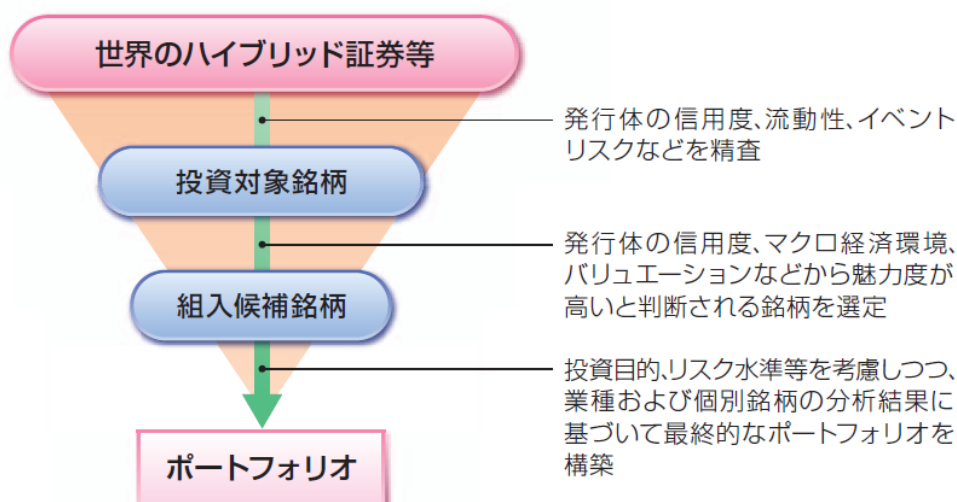 世界のハイブリッド証券等
発行体の信用度、流動性、イベント
リスクなどを精査
投資対象銘柄
発行体の信用度、マクロ経済環境、
バリュエーションなどから魅力度が
高いと判断される銘柄を選定
組入候補銘柄
投資目的、リスク水準等を考慮しつつ、
業種および個別銘柄の分析結果に
基づいて最終的なポートフォリオを
構築
ポートフォリオ